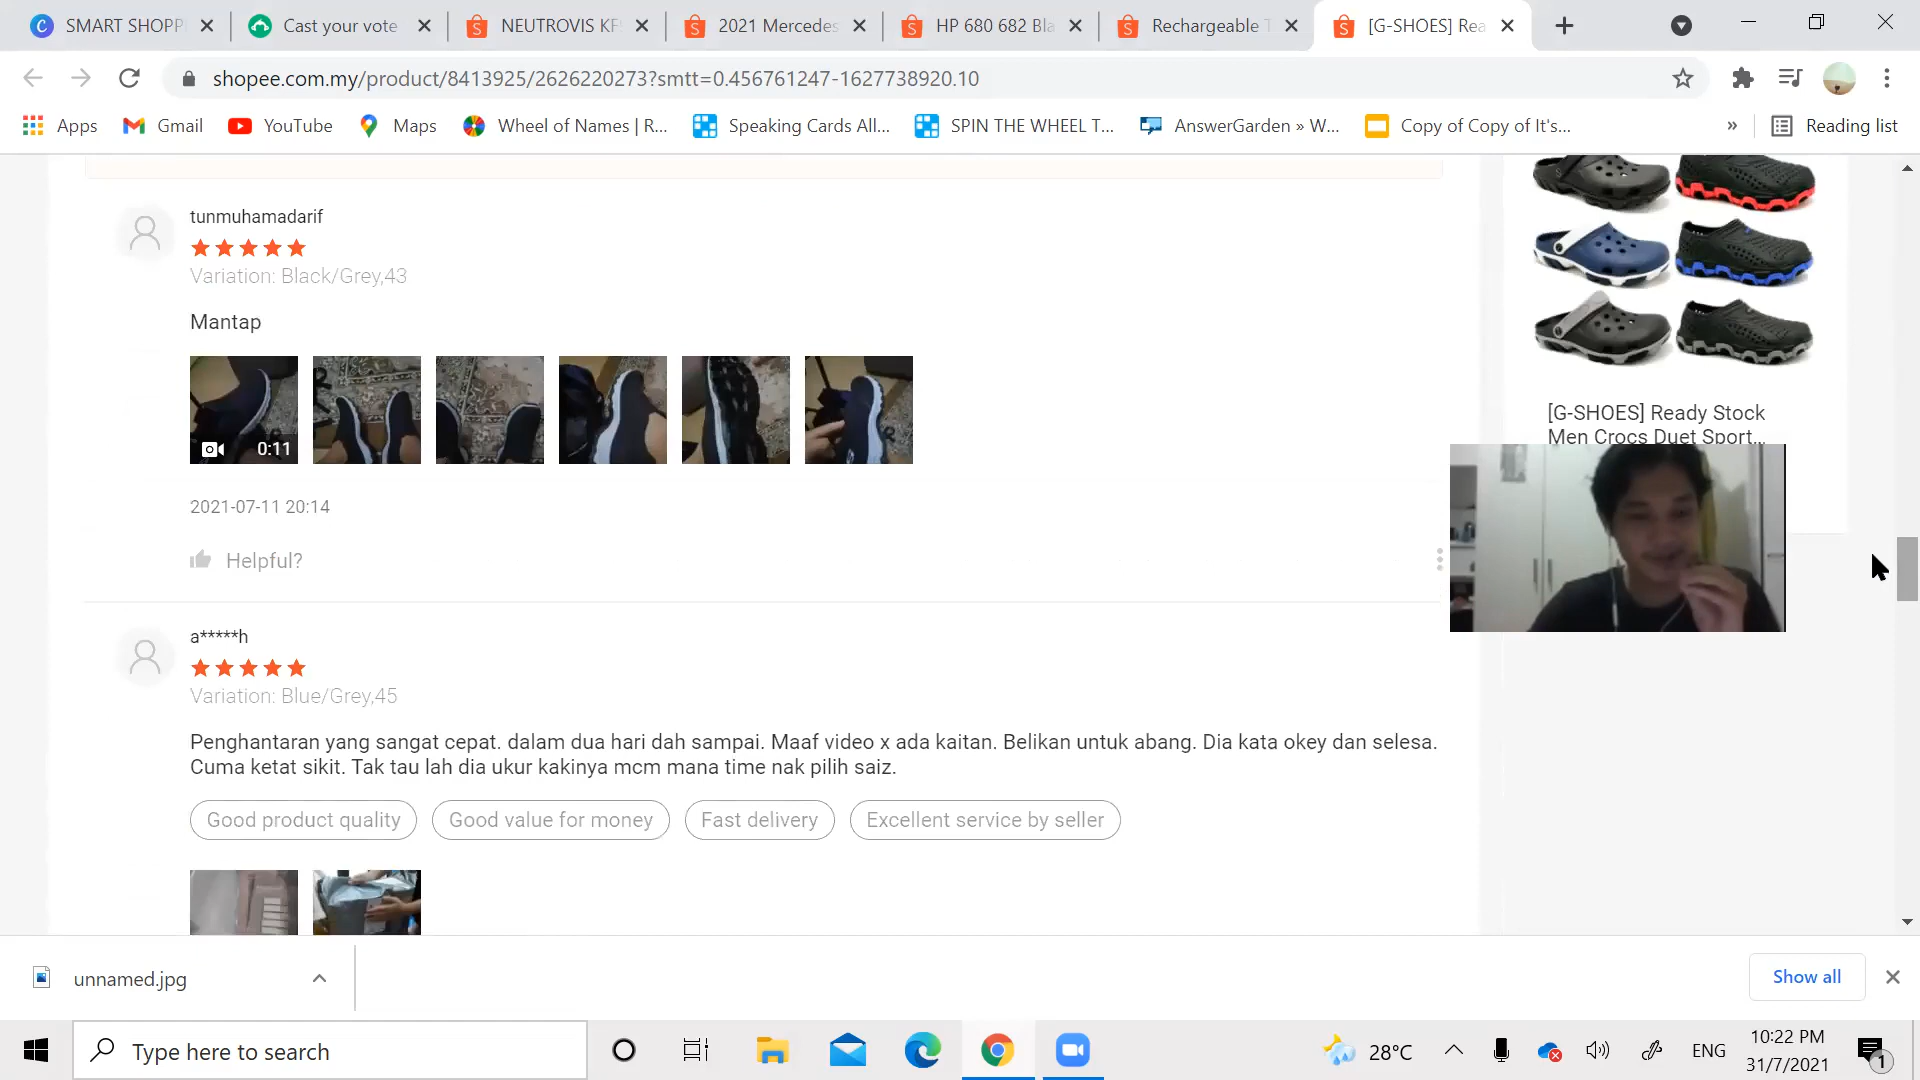 SMART SHOPPI
Cast your vote
NEUTROVIS KF
2021 Mercedes
HP 680 682 Bla
Rechargeable T
[G-SHOES] Rea
shopee.com.my/product/8413925/2626220273?smtt=0.456761247-1627738920.10
Apps
Gmail
YouTube
Maps
Wheel of Names | R...
Speaking Cards All...
SPIN THE WHEEL T...
AnswerGarden » W...
Copy of Copy of It's...
»
Reading list
tunmuhamadarif
Variation: Black/Grey,43
Mantap
0:11
2021-07-11 20:14
Helpful?
[G-SHOES] Ready Stock
Men Crocs Duet Sport...
a*****h
Variation: Blue/Grey,45
Penghantaran yang sangat cepat. dalam dua hari dah sampai. Maaf video x ada kaitan. Belikan untuk abang. Dia kata okey dan selesa.
Cuma ketat sikit. Tak tau lah dia ukur kakinya mcm mana time nak pilih saiz.
Good product quality
Good value for money
Fast delivery
Excellent service by seller
unnamed.jpg
Show all
Type here to search
28°C
ENG
10:22 PM
31/7/2021
1